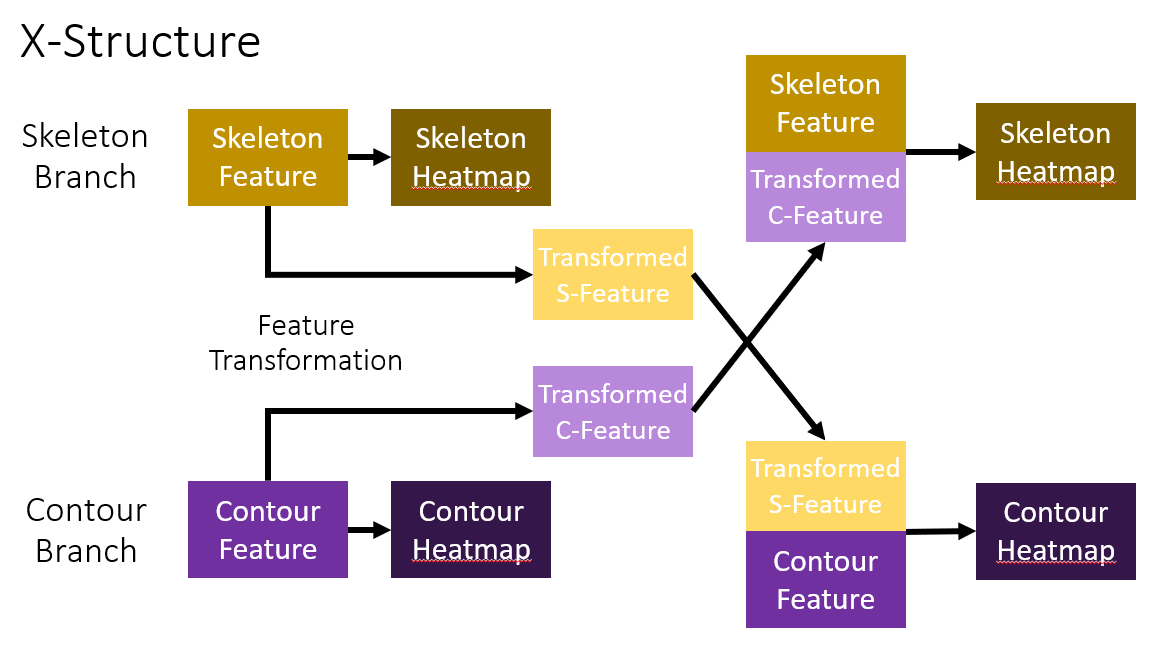 X-Structure
Skeleton
Branch
Skeleton
Feature
Skeleton
Heatmap
Skeleton
Feature
Transformed
C-Feature
Skeleton
Heatmap
Transformed
S-Feature
Feature
Transformation
Transformed
C-Feature
Contour
Branch
Contour
Feature
Contour
Heatmap
Transformed
S-Feature
Contour
Feature
Contour
Heatmap